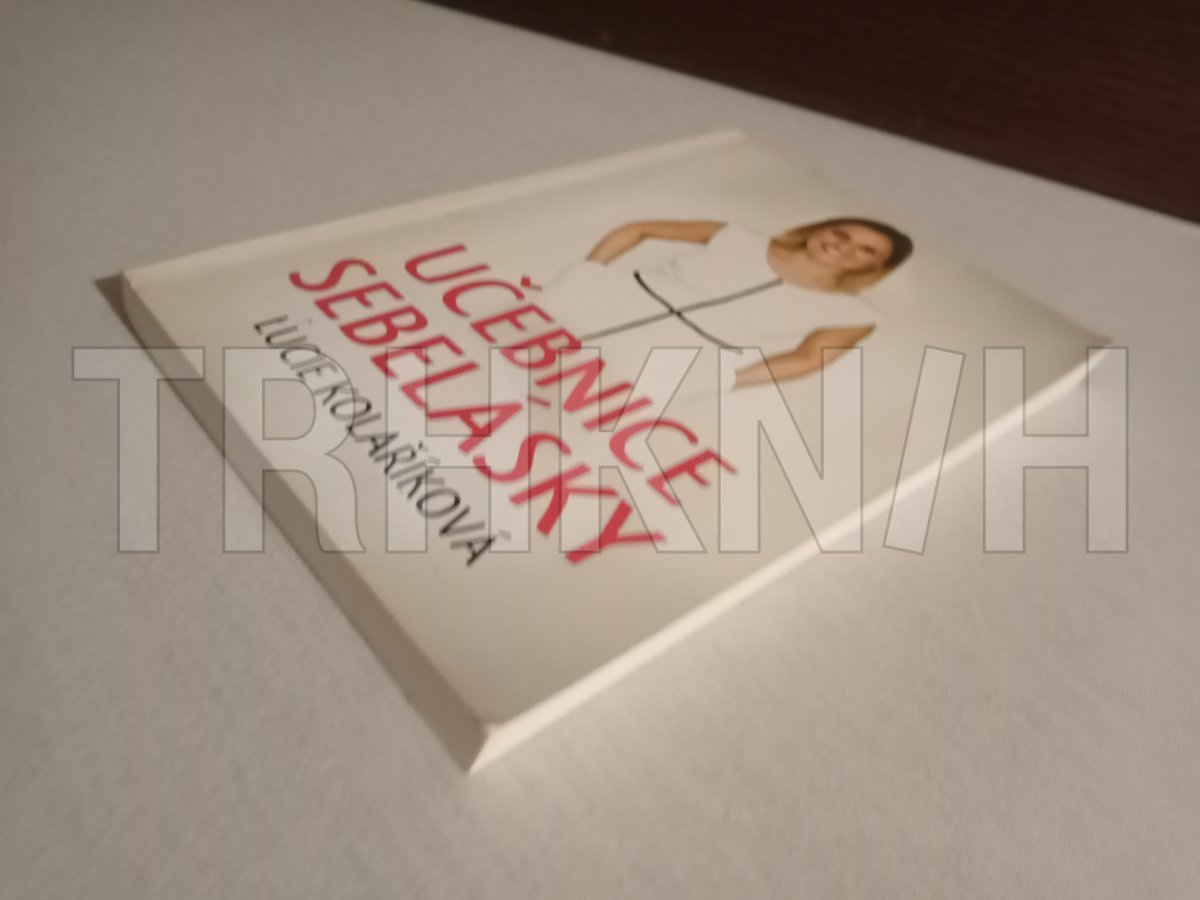 UČEBNICE
SEBELÁSKY
LUCIE KOLAŘÍKOVÁ
TRHKNIH